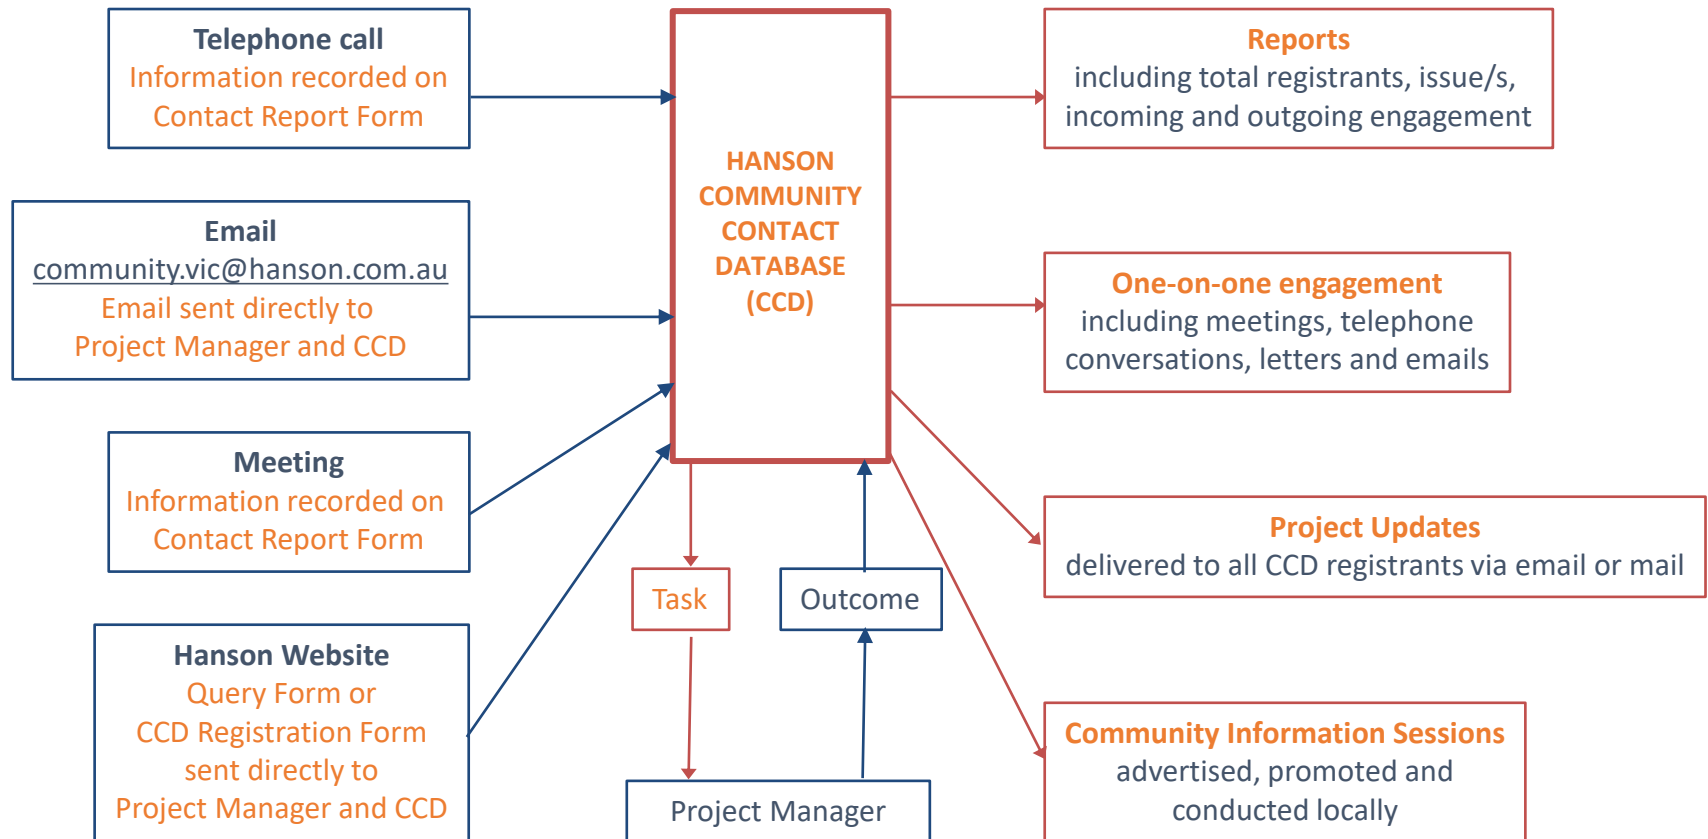 Telephone call
Information recorded on
Contact Report Form
Email
community.vic@hanson.com.au
Email sent directly to
Project Manager and CCD
Meeting
Information recorded on
Contact Report Form
Hanson Website
Query Form or
CCD Registration Form
sent directly to
Project Manager and CCD
HANSON
COMMUNITY
CONTACT
DATABASE
(CCD)
Task
Outcome
Project Manager
Reports
including total registrants, issue/s,
incoming and outgoing engagement
One-on-one engagement
including meetings, telephone
conversations, letters and emails
Project Updates
delivered to all CCD registrants via email or mail
Community Information Sessions
advertised, promoted and
conducted locally